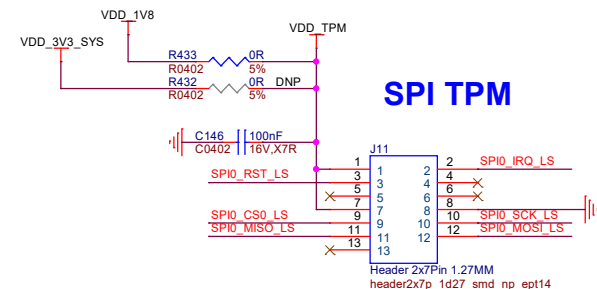 VDD_1V8
VDD_TPM
VDD_3V3_SYS
R433 0R
R0402 5%
R432 0R DNP
R0402 5%
SPI TPM
C146 100nF
C0402 16V,X7R
J11
1 1 2 2 SPI0_IRQ_LS
SPI0_RST_LS 3 3 4 4
5 5 6 6
7 7 8 8
SPI0_CS0_LS 9 9 10 10 SPI0_SCK_LS
SPI0_MISO_LS 11 11 12 12 SPI0_MOSI_LS
13 13
Header 2x7Pin 1.27MM
header2x7p_1d27_smd_np_ept14